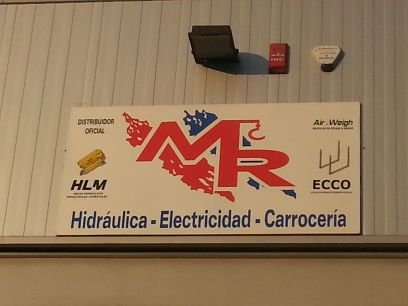 DISTRIBUIDOR
OFICIAL
MR
Air-Weigh
HLM
ECCO
Hidráulica - Electricidad - Carrocería